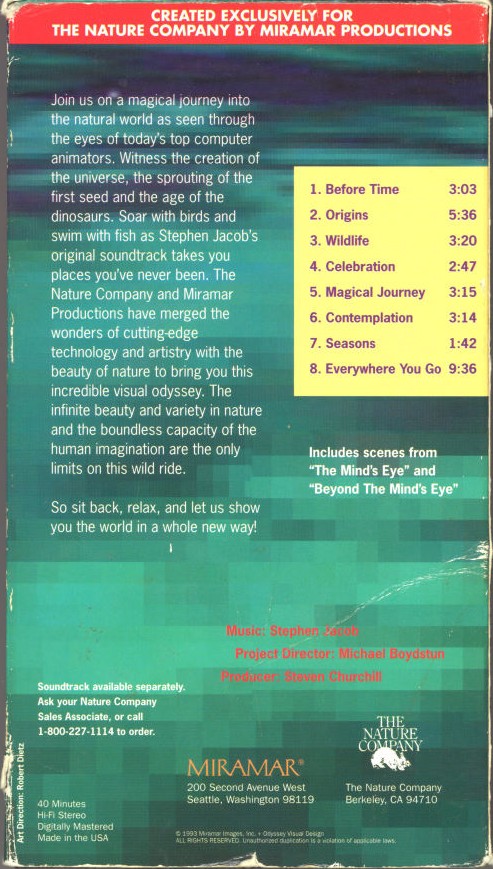 CREATED EXCLUSIVELY FOR
THE NATURE COMPANY BY MIRAMAR PRODUCTIONS
Join us on a magical journey into
the natural world as seen through
the eyes of today's top computer
animators. Witness the creation of
the universe, the sprouting of the
first seed and the age of the
dinosaurs. Soar with birds and
swim with fish as Stephen Jacob's
original soundtrack takes you
places you've never been. The
Nature Company and Miramar
Productions have merged the
wonders of cutting-edge
technology and artistry with the
beauty of nature to bring you this
incredible visual odyssey. The
infinite beauty and variety in nature
and the boundless capacity of the
human imagination are the only
limits on this wild ride.
So sit back, relax, and let us show
you the world in a whole new way!
1. Before Time 3:03
2. Origins 5:36
3. Wildlife 3:20
4. Celebration 2:47
5. Magical Journey 3:15
6. Contemplation 3:14
7. Seasons 1:42
8. Everywhere You Go 9:36
Includes scenes from
"The Mind's Eye" and
"Beyond The Mind's Eye"
Music: Stephen Jacob
Project Director: Michael Boydstun
Producer: Steven Churchill
Soundtrack available separately.
Ask your Nature Company
Sales Associate, or call
1-800-227-1114 to order.
Art Direction: Robert Dietz
40 Minutes
Hi-Fi Stereo
Digitally Mastered
Made in the USA
MIRAMAR®
200 Second Avenue West
Seattle, Washington 98119
THE
NATURE
COMPANY
The Nature Company
Berkeley, CA 94710
© 1993 Miramar Images, Inc. • Odyssey Visual Design
ALL RIGHTS RESERVED. Unauthorized duplication is a violation of applicable laws.